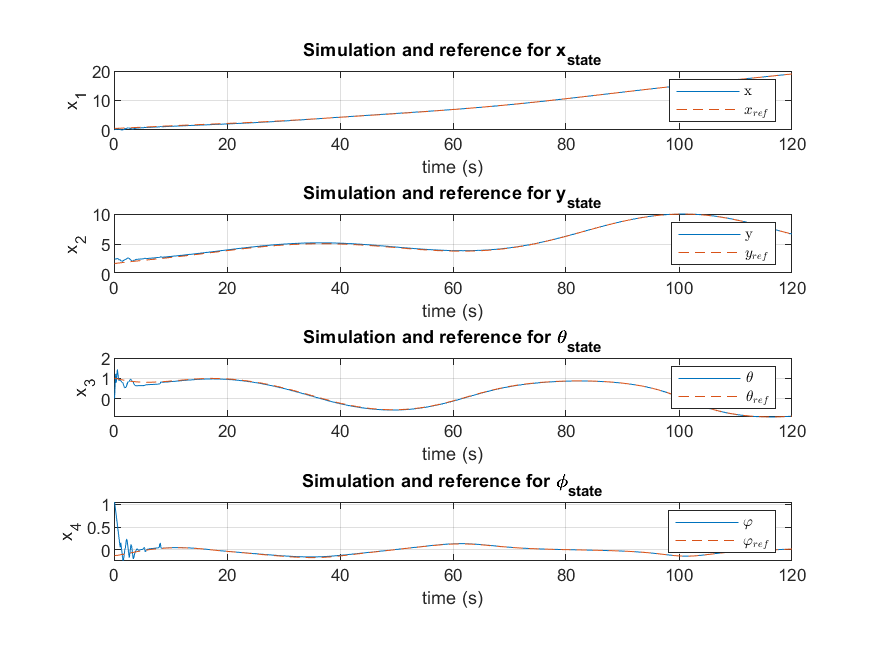 Simulation and reference for x_state
20
10
0
x_1
x
x_ref
0 20 40 60 80 100 120
time (s)
Simulation and reference for y_state
10
5
0
x_2
y
y_ref
0 20 40 60 80 100 120
time (s)
Simulation and reference for θ_state
2
1
0
x_3
θ
θ_ref
0 20 40 60 80 100 120
time (s)
Simulation and reference for ϕ_state
1
0.5
0
x_4
φ
φ_ref
0 20 40 60 80 100 120
time (s)